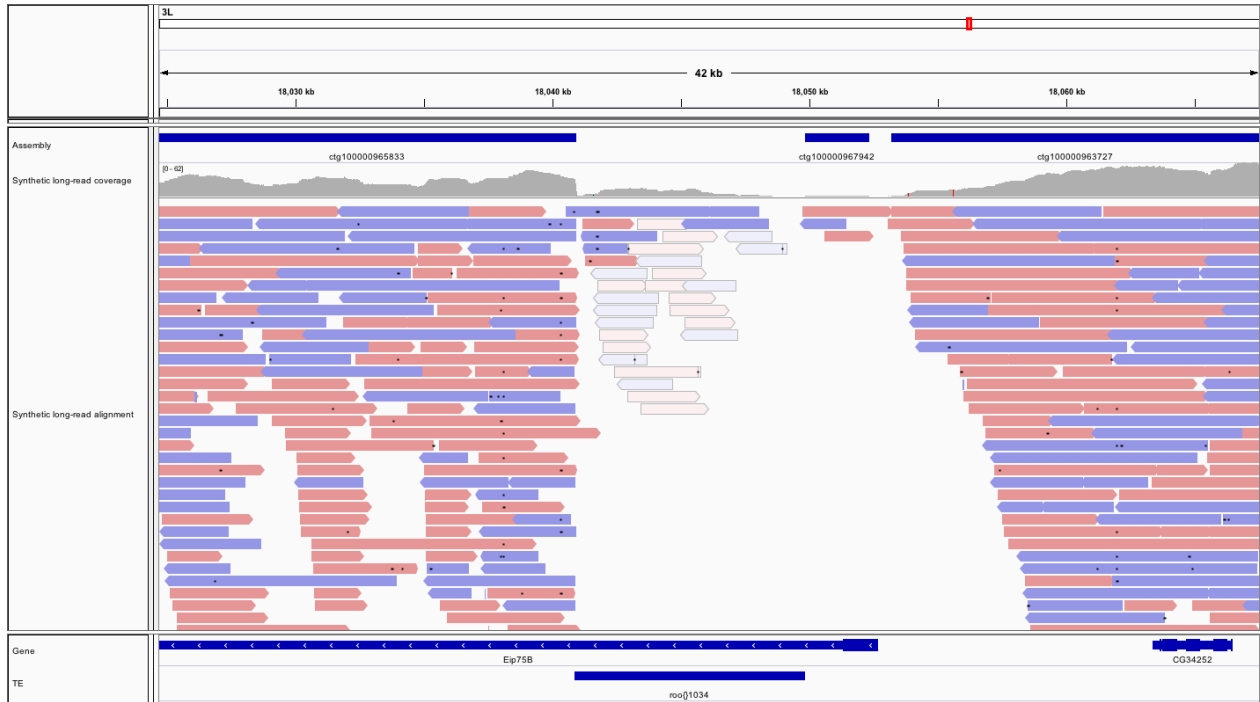 3L
42 kb
18,030 kb 18,040 kb 18,050 kb 18,060 kb
Assembly
ctg100000965833 ctg100000967942 ctg100000963727
[0 - 62]
Synthetic long-read coverage
Synthetic long-read alignment
Gene
Eip75B CG34252
TE
roo{}1034